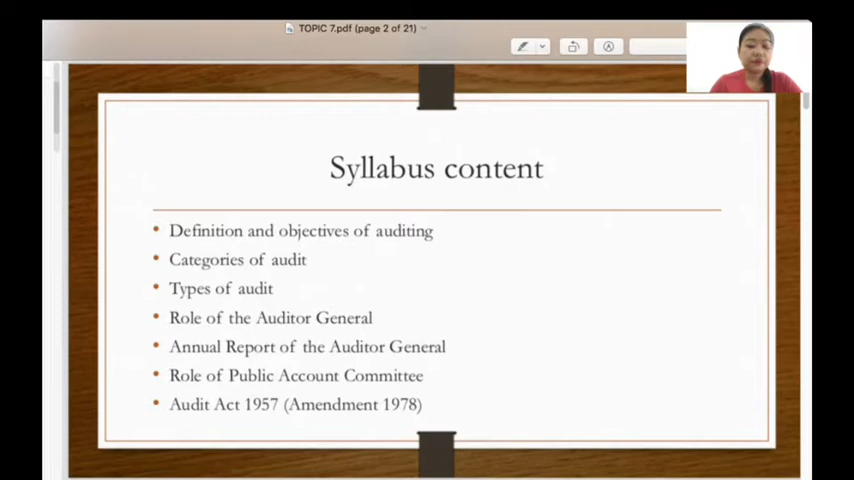 TOPIC 7.pdf (page 2 of 21)
Syllabus content
• Definition and objectives of auditing
• Categories of audit
• Types of audit
• Role of the Auditor General
• Annual Report of the Auditor General
• Role of Public Account Committee
• Audit Act 1957 (Amendment 1978)